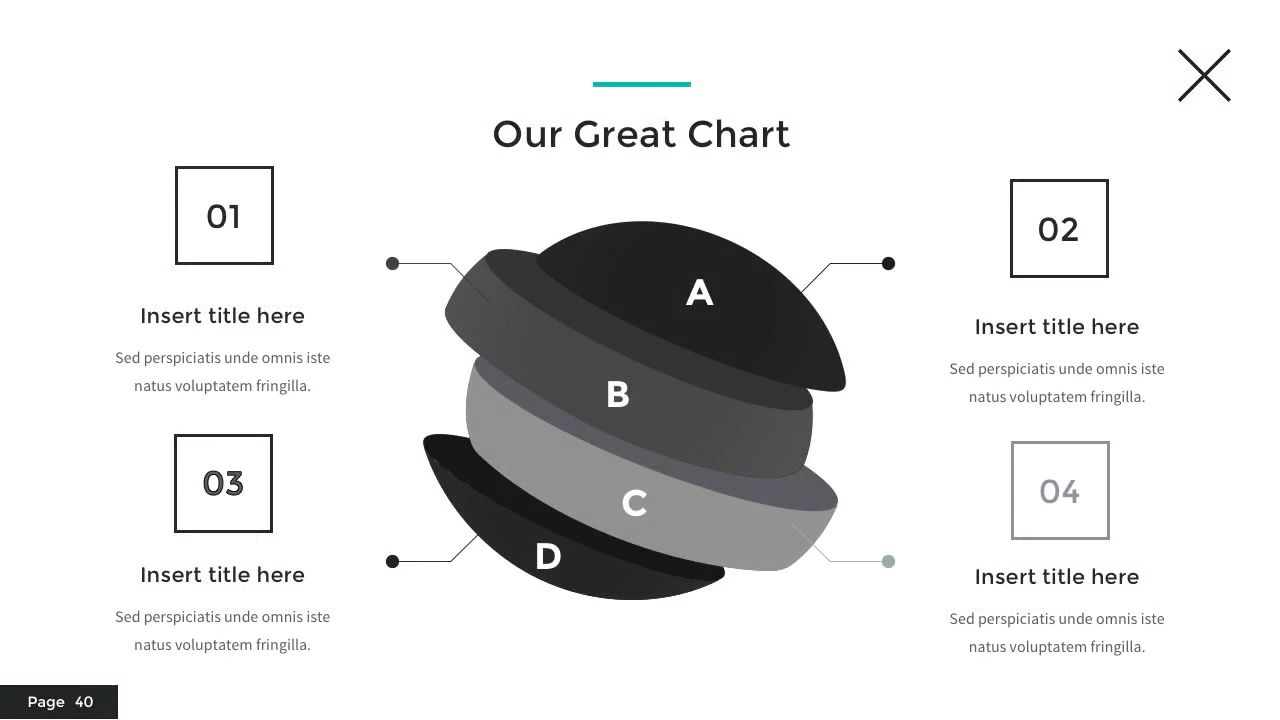 Our Great Chart
01
Insert title here
Sed perspiciatis unde omnis iste
natus voluptatem fringilla.
02
Insert title here
Sed perspiciatis unde omnis iste
natus voluptatem fringilla.
A
B
C
D
03
Insert title here
Sed perspiciatis unde omnis iste
natus voluptatem fringilla.
04
Insert title here
Sed perspiciatis unde omnis iste
natus voluptatem fringilla.
Page 40